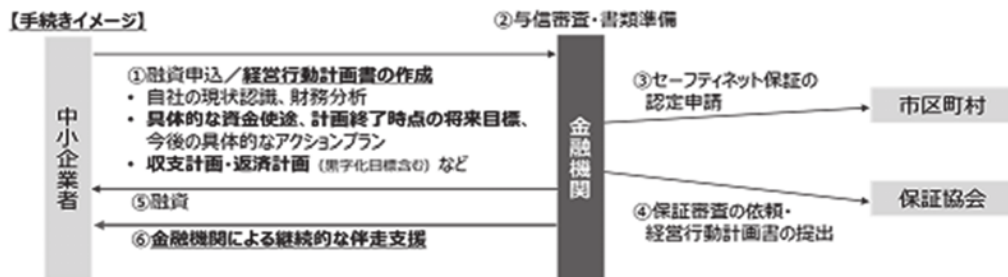 【手続きイメージ】
②与信審査・書類準備
中小企業者
①融資申込／経営行動計画書の作成
• 自社の現状認識、財務分析
• 具体的な資金使途、計画終了時点の将来目標、
今後の具体的なアクションプラン
• 収支計画・返済計画（黒字化目標含む）など
⑤融資
⑥金融機関による継続的な伴走支援
金融機関
③セーフティネット保証の
認定申請
市区町村
④保証審査の依頼・
経営行動計画書の提出
保証協会